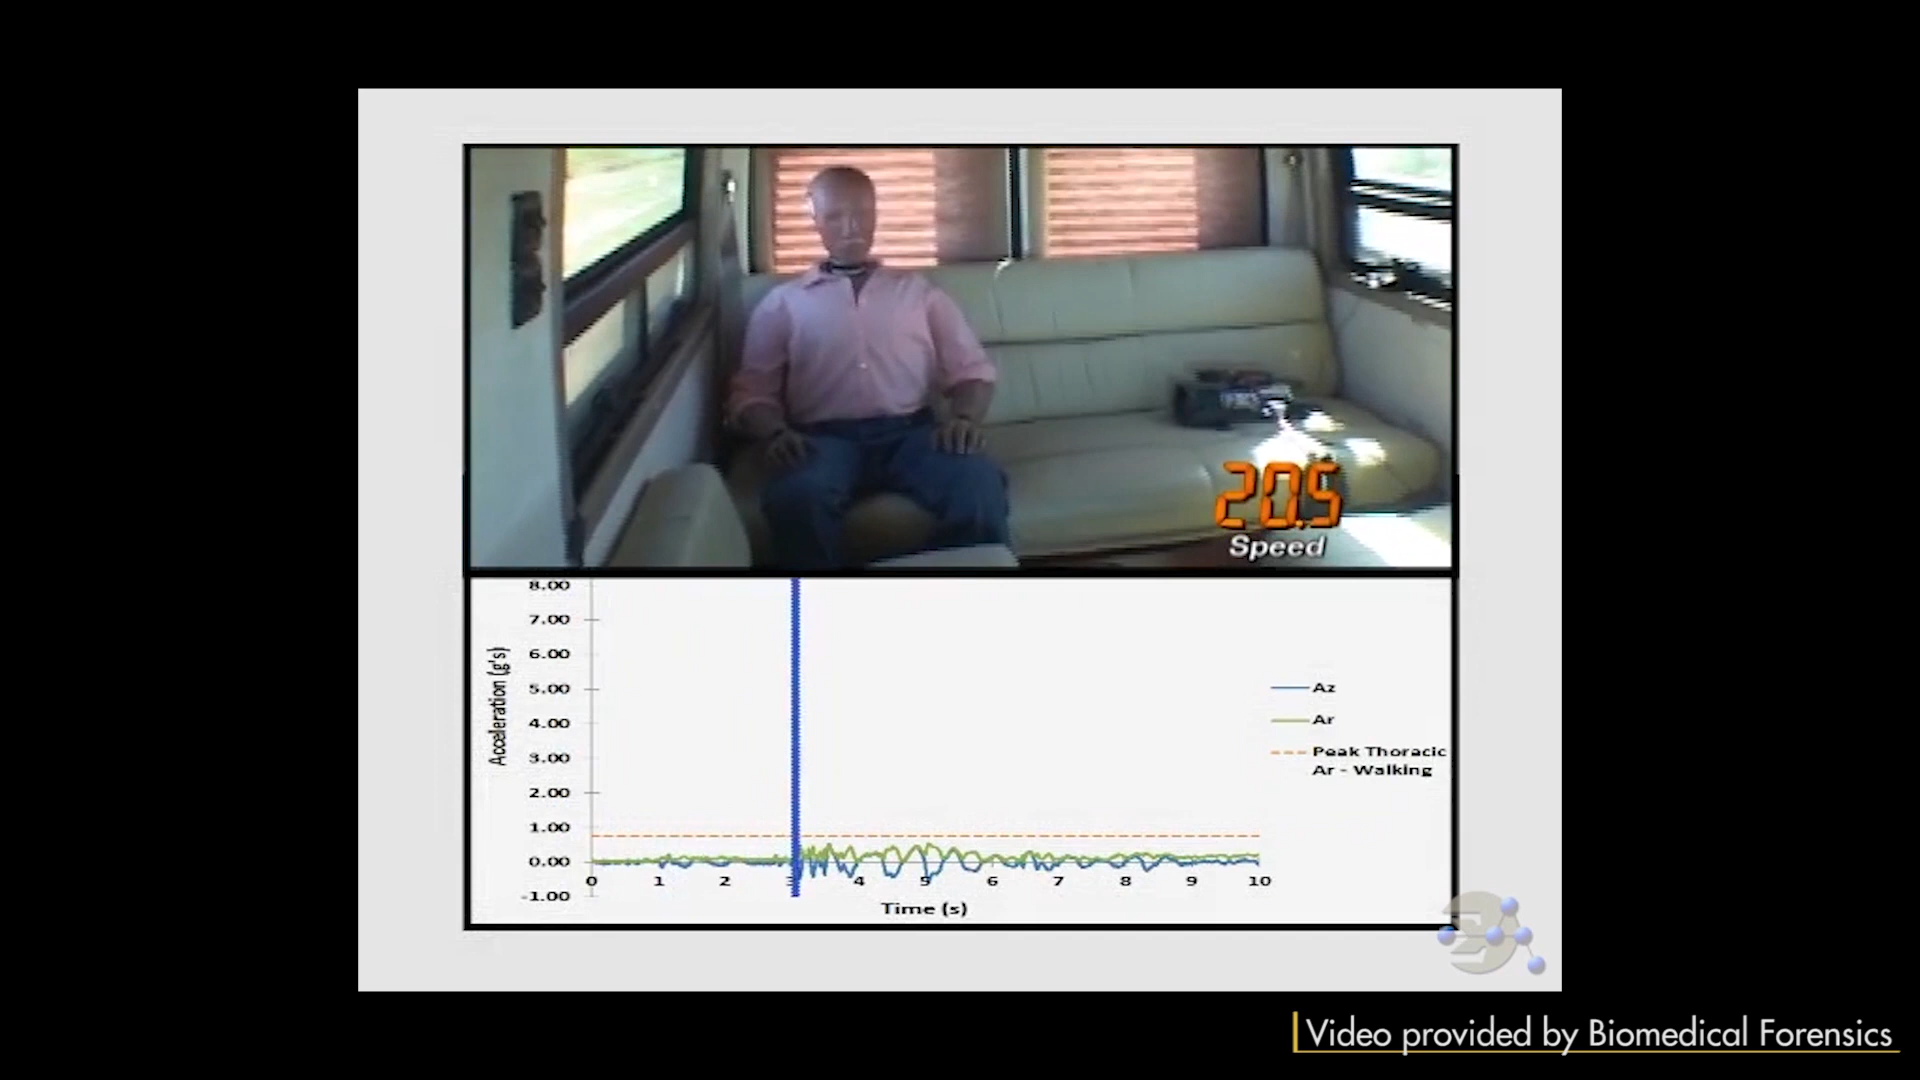 20.5
Speed
8.00
7.00
6.00
5.00
4.00
3.00
2.00
1.00
0.00
-1.00
Acceleration (g's)
0 1 2 3 4 5 6 7 8 9 10
Time (s)
Az
Ar
Peak Thoracic
Ar - Walking
Video provided by Biomedical Forensics